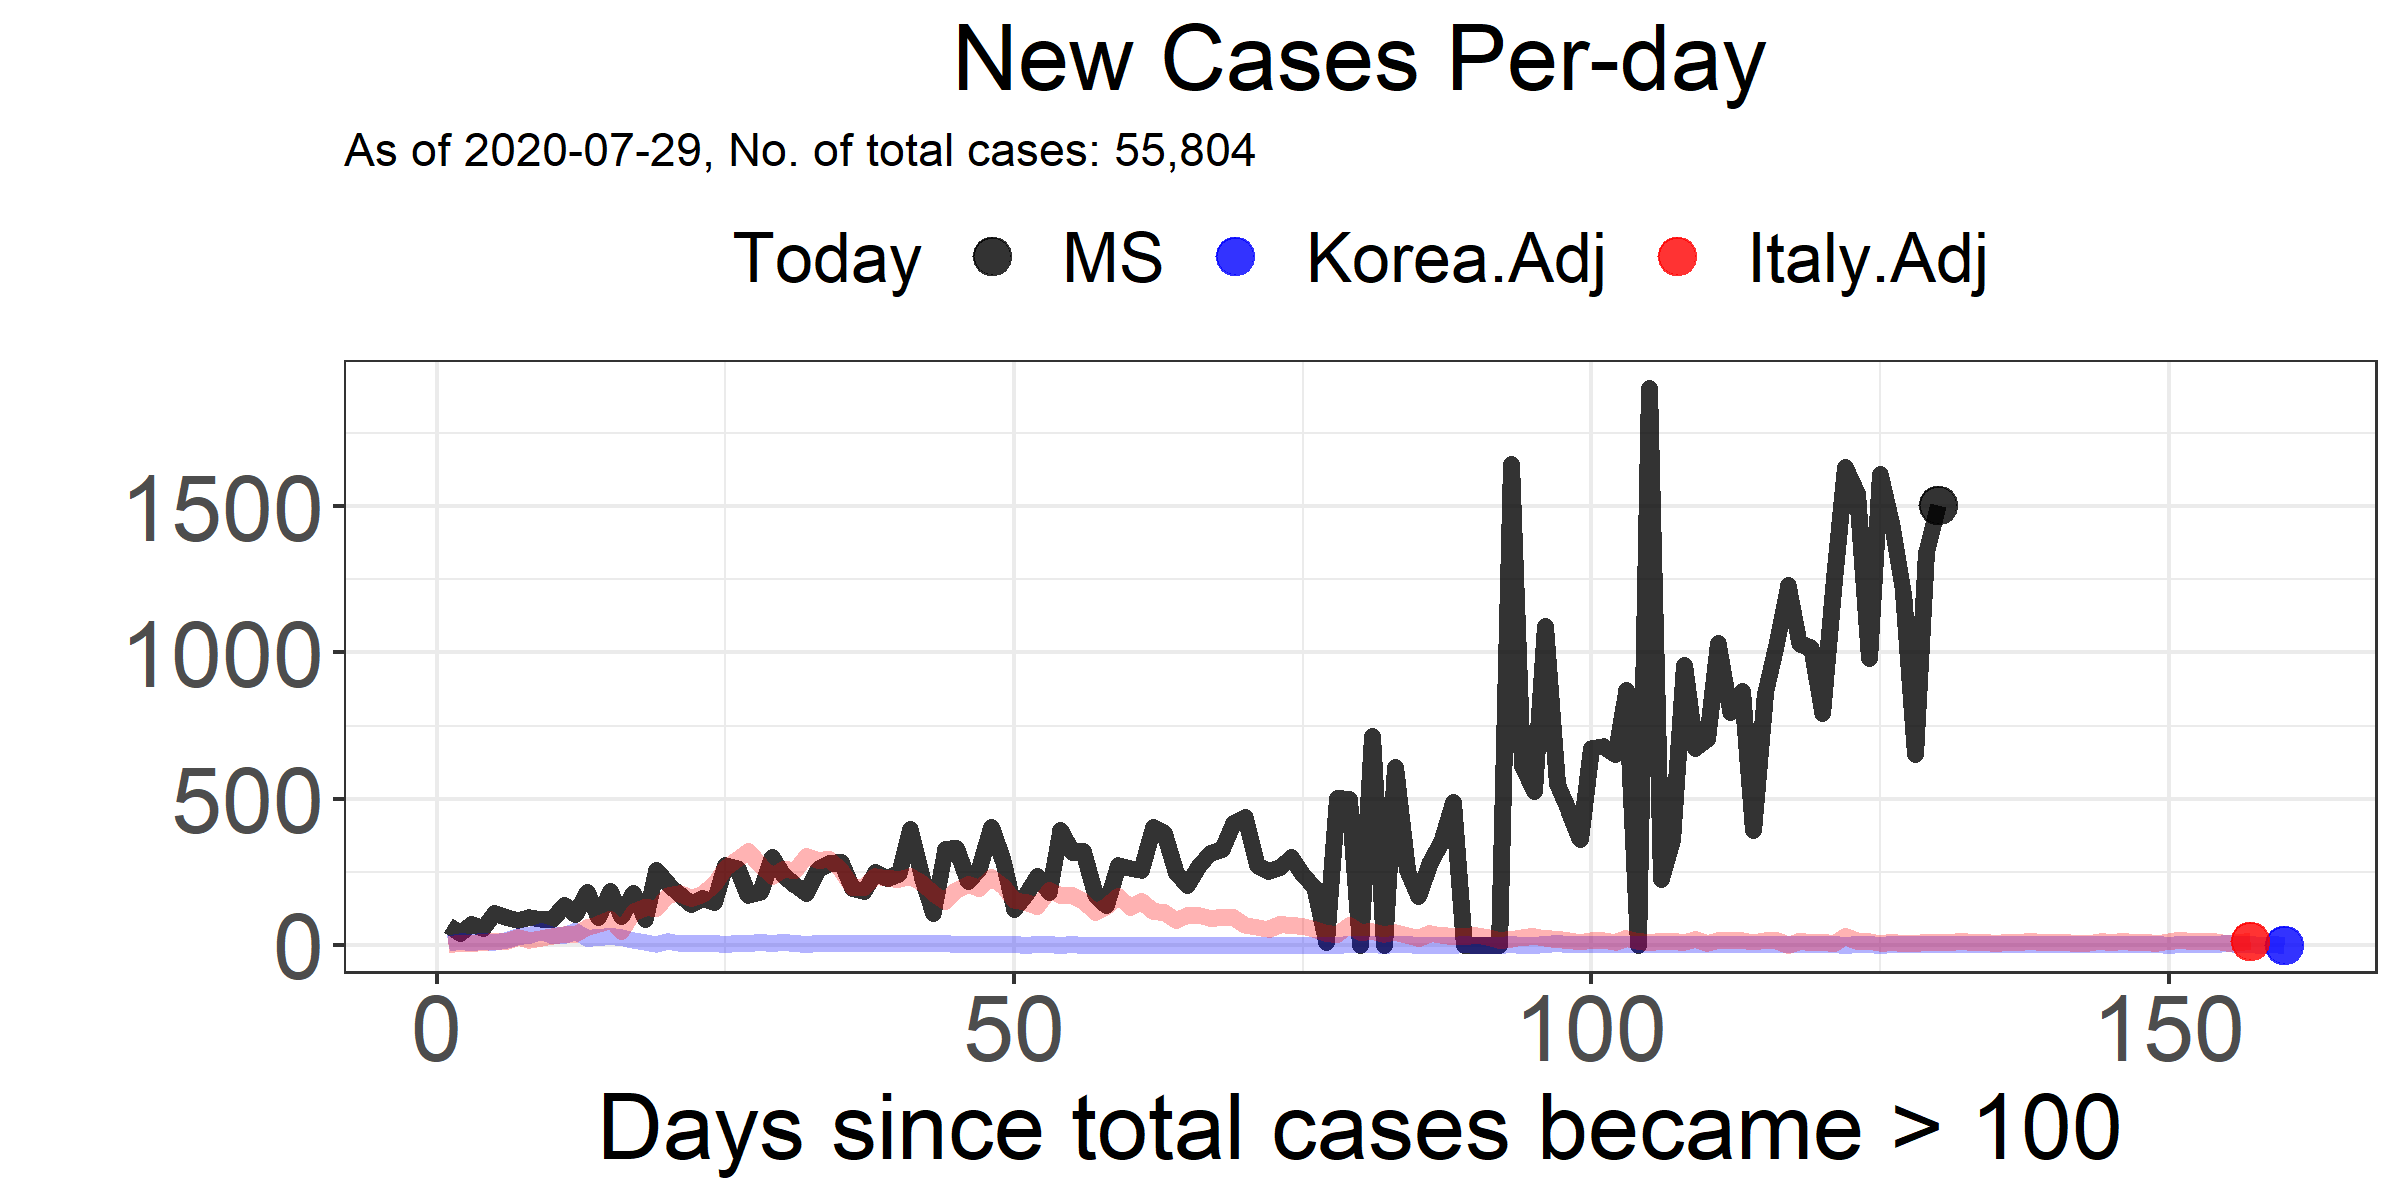 New Cases Per-day
As of 2020-07-29, No. of total cases: 55,804
Today MS Korea.Adj Italy.Adj
1500
1000
500
0
0 50 100 150
Days since total cases became > 100